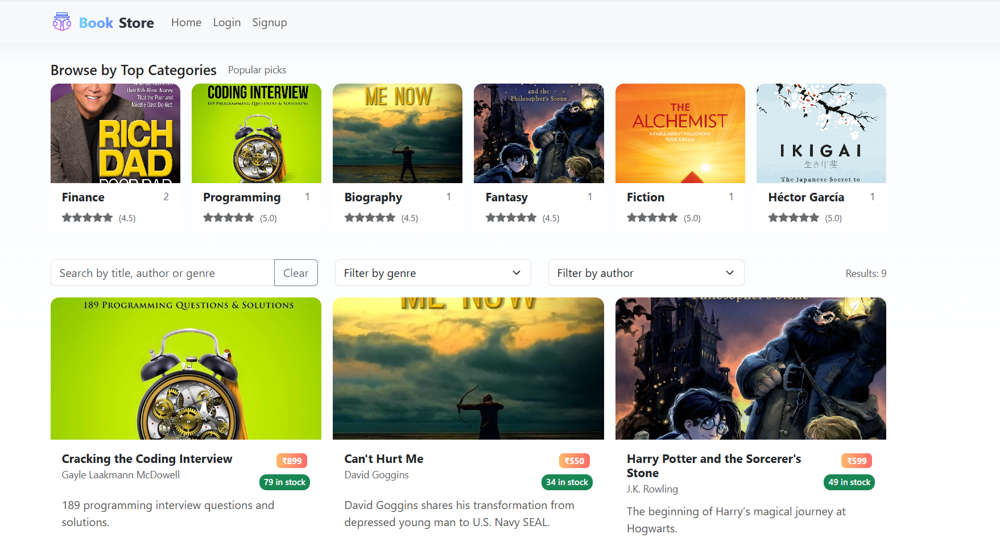 Book Store
Home
Login
Signup
Browse by Top Categories
Popular picks
Their Kids About Money
That the Poor and
Middle Class Do Not!
RICH
DAD
POOR DAD
CODING INTERVIEW
189 PROGRAMMING QUESTIONS & SOLUTIONS
ME NOW
and the
Philosopher's Stone
THE
ALCHEMIST
A FABLE ABOUT FOLLOWING
YOUR DREAM
IKIGAI
生き甲斐
The Japanese Secret to
Finance 2
(4.5)
Programming 1
(5.0)
Biography 1
(4.5)
Fantasy 1
(4.5)
Fiction 1
(5.0)
Héctor García 1
(5.0)
Search by title, author or genre
Clear
Filter by genre
Filter by author
Results: 9
189 PROGRAMMING QUESTIONS & SOLUTIONS
ME NOW
Philosopher's Stone
Cracking the Coding Interview
₹899
Gayle Laakmann McDowell
79 in stock
189 programming interview questions and
solutions.
Can't Hurt Me
₹550
David Goggins
34 in stock
David Goggins shares his transformation from
depressed young man to U.S. Navy SEAL.
Harry Potter and the Sorcerer's
Stone
₹599
J.K. Rowling
49 in stock
The beginning of Harry’s magical journey at
Hogwarts.